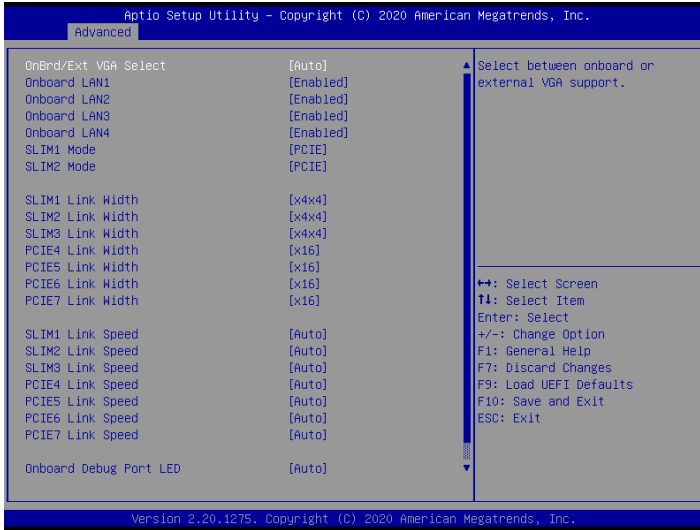 Aptio Setup Utility – Copyright (C) 2020 American Megatrends, Inc.
Advanced
OnBrd/Ext VGA Select [Auto]
Onboard LAN1 [Enabled]
Onboard LAN2 [Enabled]
Onboard LAN3 [Enabled]
Onboard LAN4 [Enabled]
SLIM1 Mode [PCIE]
SLIM2 Mode [PCIE]
SLIM1 Link Width [x4x4]
SLIM2 Link Width [x4x4]
SLIM3 Link Width [x4x4]
PCIE4 Link Width [x16]
PCIE5 Link Width [x16]
PCIE6 Link Width [x16]
PCIE7 Link Width [x16]
SLIM1 Link Speed [Auto]
SLIM2 Link Speed [Auto]
SLIM3 Link Speed [Auto]
PCIE4 Link Speed [Auto]
PCIE5 Link Speed [Auto]
PCIE6 Link Speed [Auto]
PCIE7 Link Speed [Auto]
Onboard Debug Port LED [Auto]
Select between onboard or
external VGA support.
↔: Select Screen
↑↓: Select Item
Enter: Select
+/-: Change Option
F1: General Help
F7: Discard Changes
F9: Load UEFI Defaults
F10: Save and Exit
ESC: Exit
Version 2.20.1275. Copyright (C) 2020 American Megatrends, Inc.